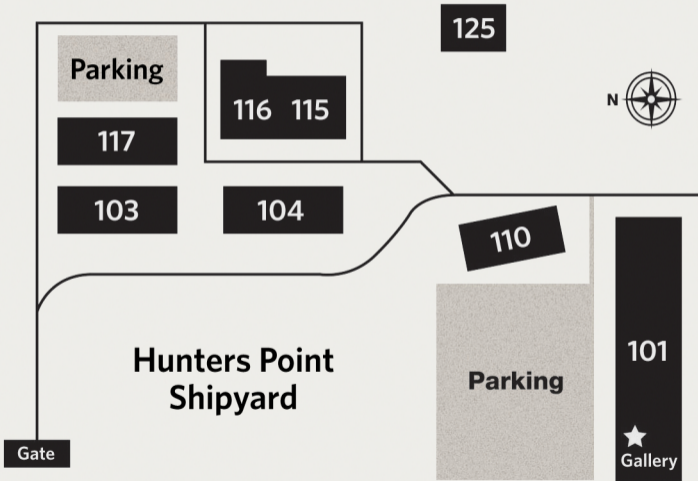 125
Parking
116 115
N
117
103
104
110
101
Hunters Point
Shipyard
Parking
Gate
Gallery